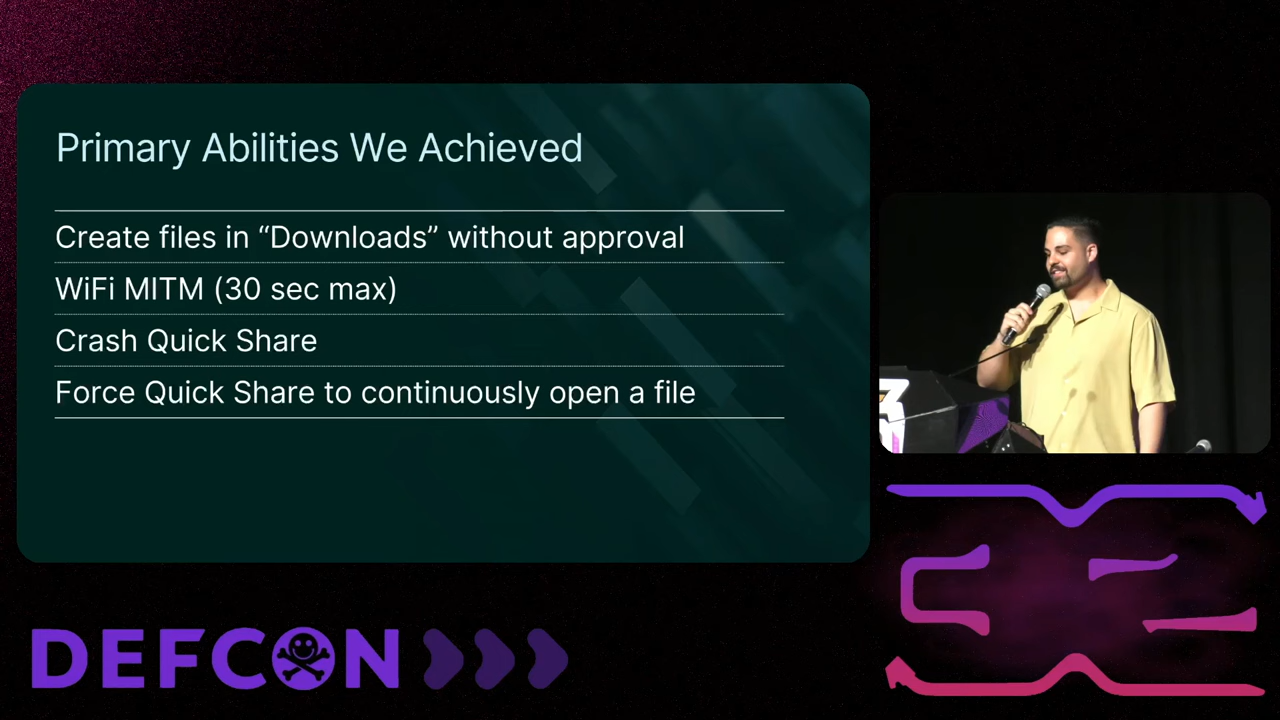 Primary Abilities We Achieved
Create files in “Downloads” without approval
WiFi MITM (30 sec max)
Crash Quick Share
Force Quick Share to continuously open a file
DEFCON